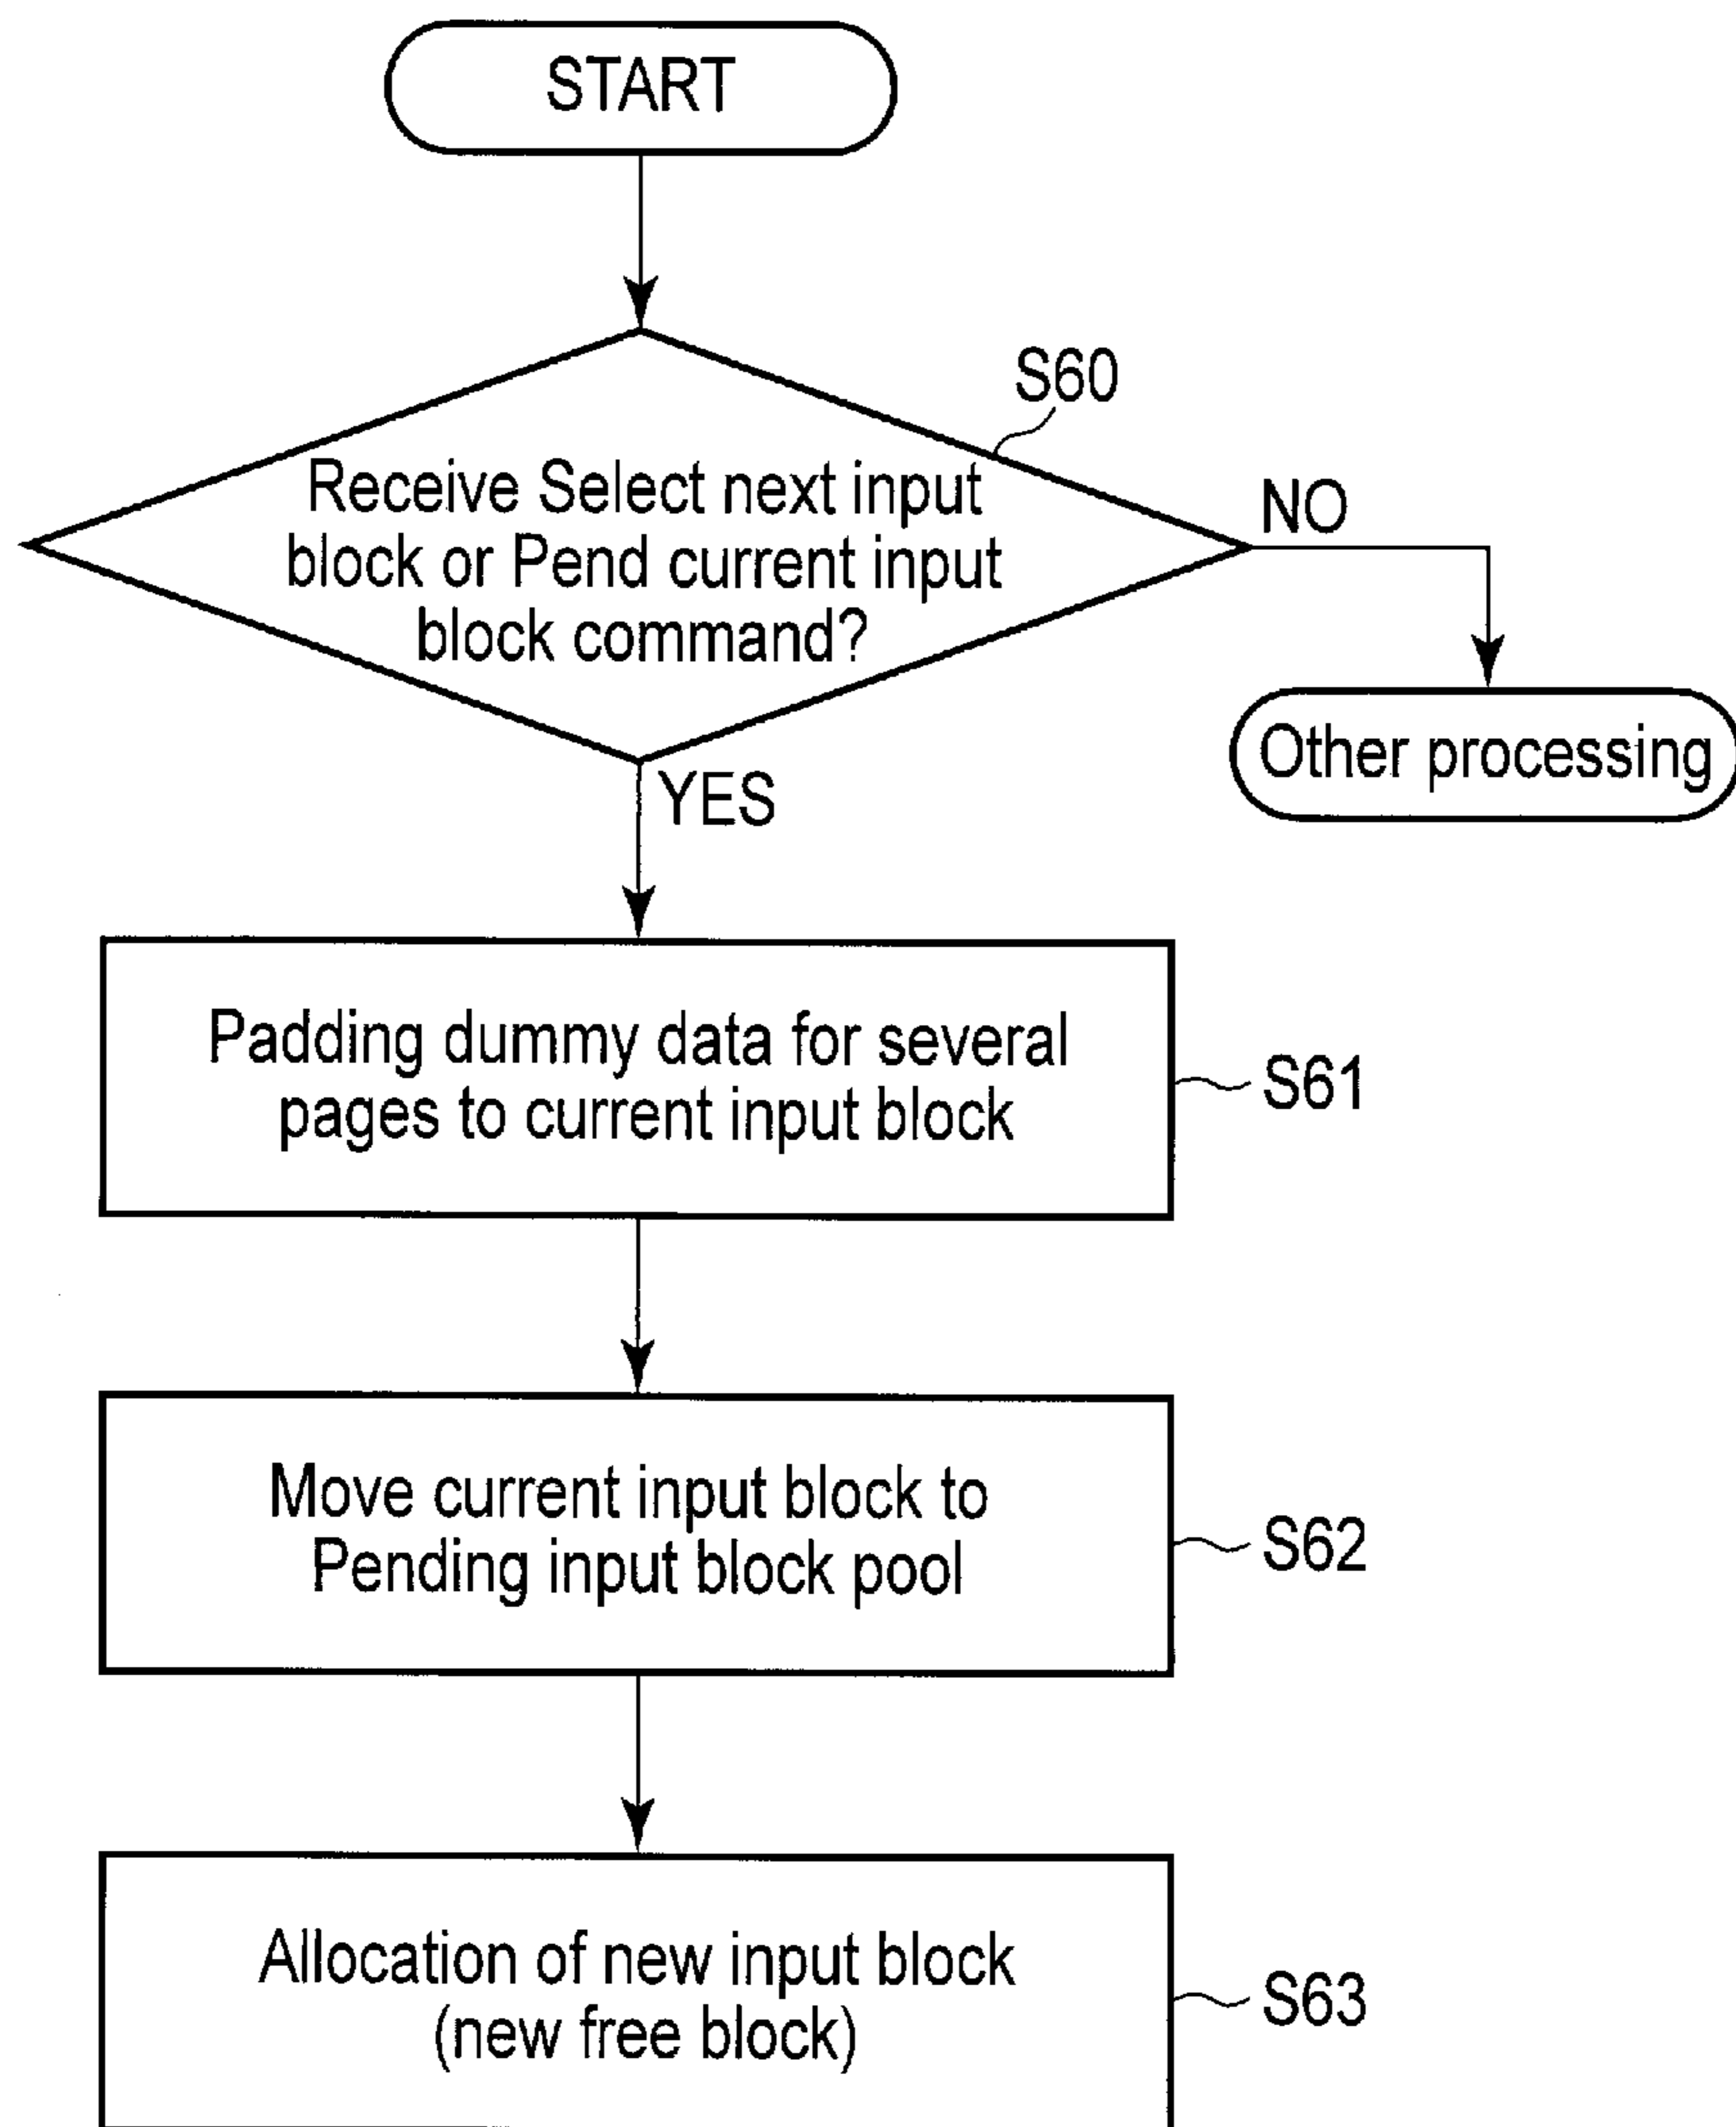 START
S60
Receive Select next input
block or Pend current input
block command?
NO
Other processing
YES
Padding dummy data for several
pages to current input block
S61
Move current input block to
Pending input block pool
S62
Allocation of new input block
(new free block)
S63